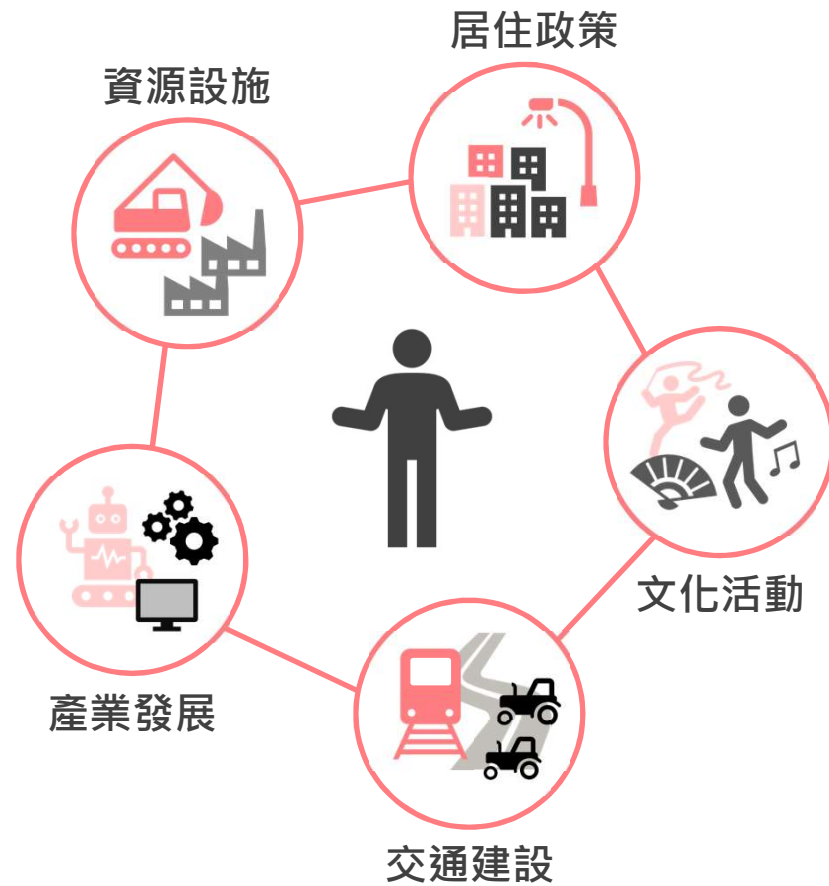 居住政策
資源設施
文化活動
產業發展
交通建設